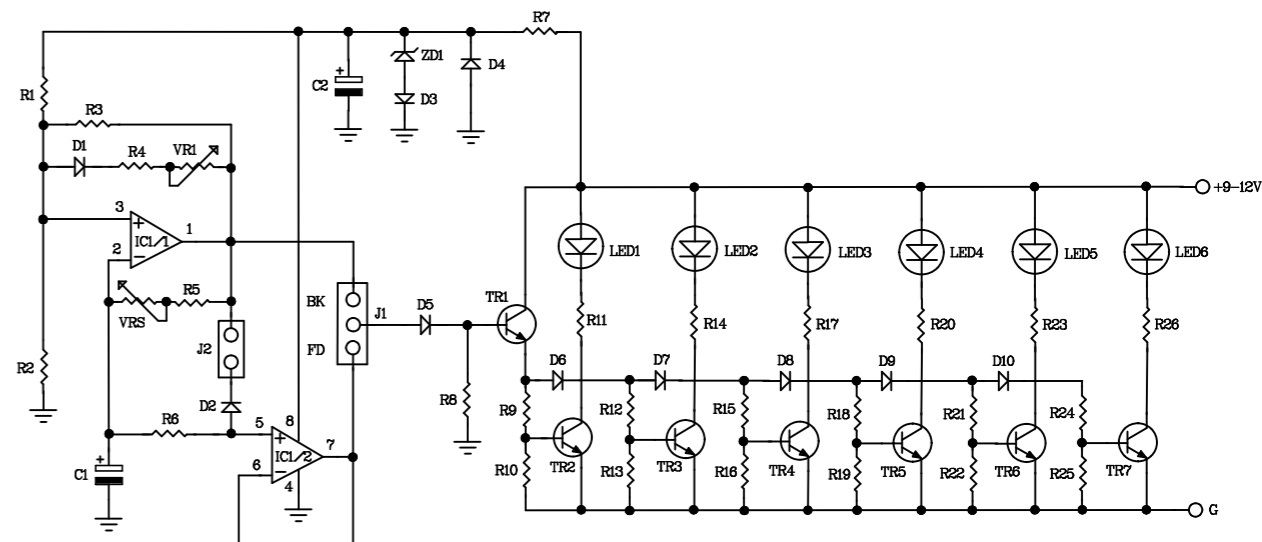 R7
ZD1
D4
C2
+
D3
R1
R3
D1
R4
VR1
+9-12V
3
+
1
IC1/1
2
−
LED1
LED2
LED3
LED4
LED5
LED6
R5
VRS
BK
J1
FD
D5
TR1
R11
R14
R17
R20
R23
R26
J2
R2
D2
D6
D7
D8
D9
D10
R8
R9
R12
R15
R18
R21
R24
R6
5
+
8
7
IC1/2
6
−
4
C1
+
R10
TR2
R13
TR3
R16
TR4
R19
TR5
R22
TR6
R25
TR7
G